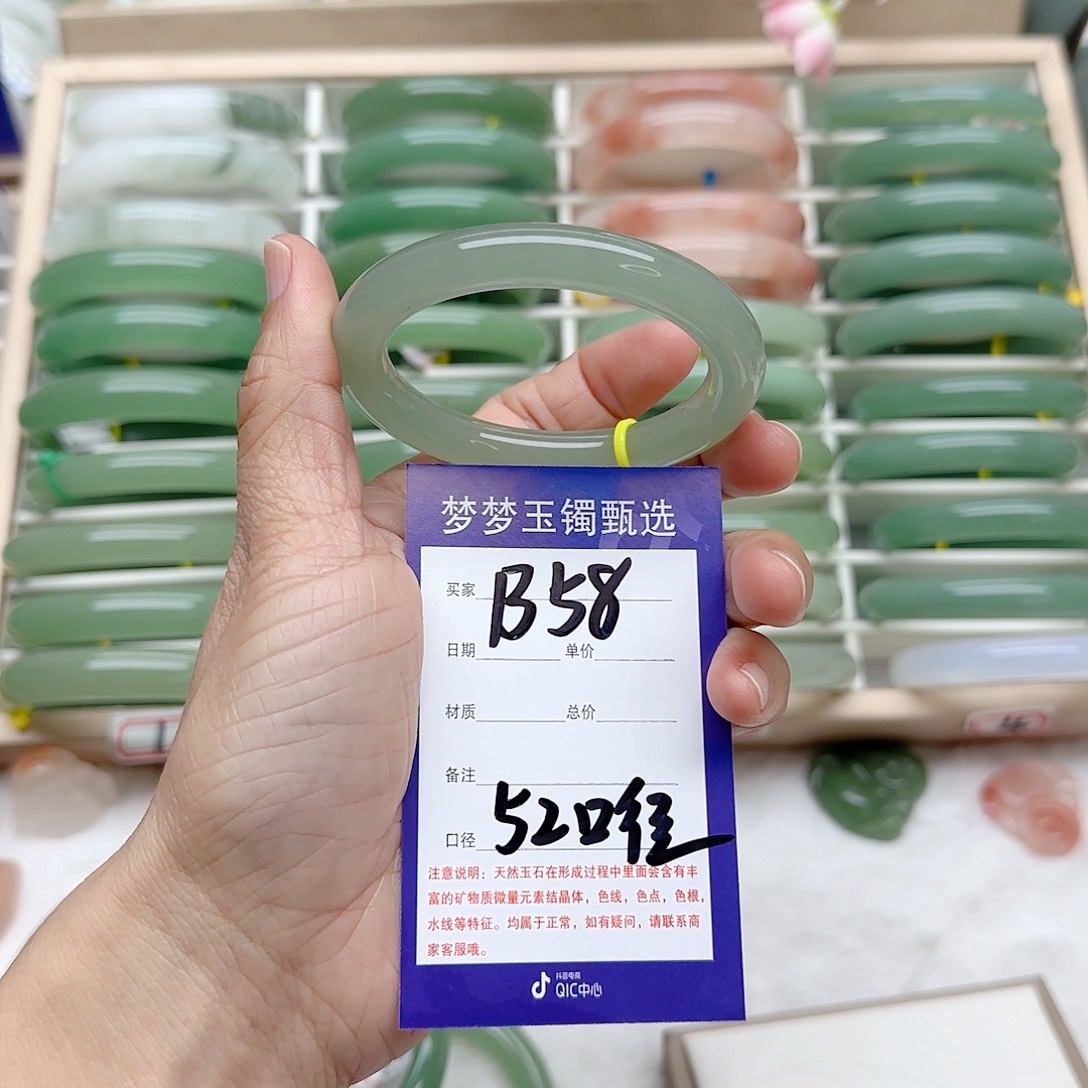 梦梦玉镯甄选
买家 B58
日期 单价
材质 总价
备注
口径 52口径
注意说明：天然玉石在形成过程中里面会含有丰
富的矿物质微量元素结晶体，色线，色点，色根，
水线等特征。均属于正常，如有疑问，请联系商
家客服哦。
抖音电商
QIC中心